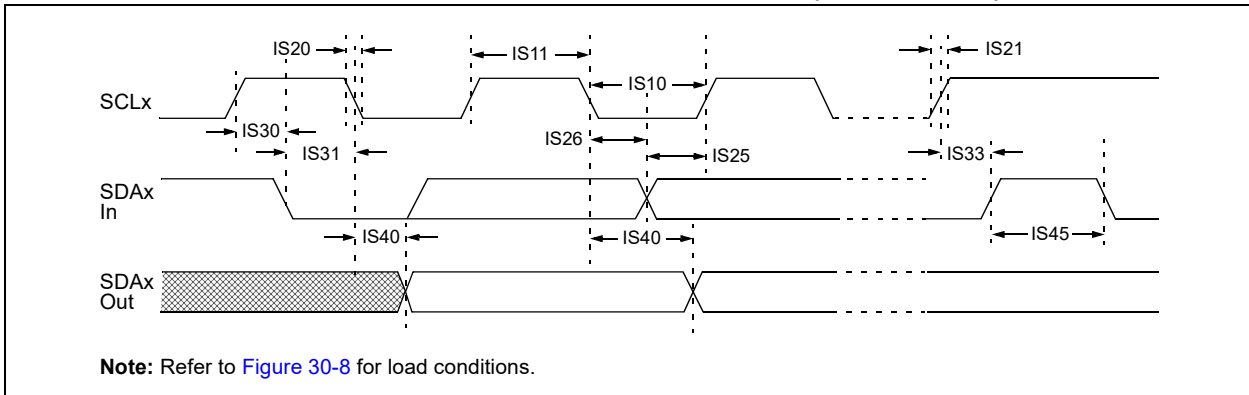 IS20
IS11
IS21
IS10
SCLx
IS30
IS26
IS31
IS25
IS33
SDAx
In
IS40
IS40
IS45
SDAx
Out
Note: Refer to Figure 30-8 for load conditions.